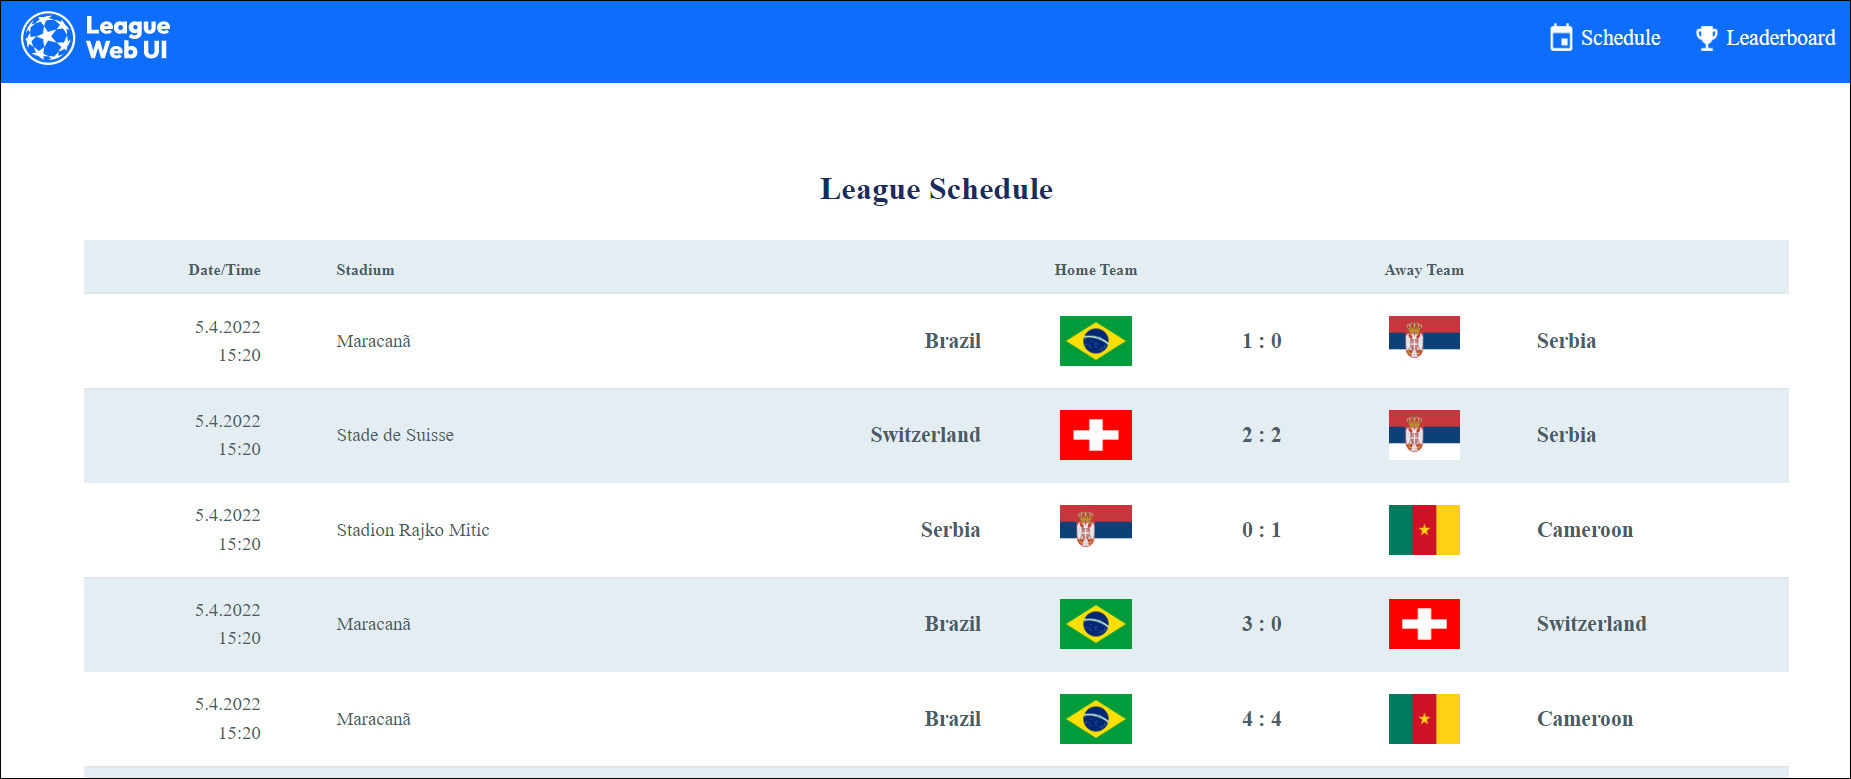 League
Web UI
Schedule
Leaderboard
League Schedule
Date/Time Stadium Home Team Away Team
5.4.2022
15:20
Maracanã Brazil 1 : 0 Serbia
5.4.2022
15:20
Stade de Suisse Switzerland 2 : 2 Serbia
5.4.2022
15:20
Stadion Rajko Mitic Serbia 0 : 1 Cameroon
5.4.2022
15:20
Maracanã Brazil 3 : 0 Switzerland
5.4.2022
15:20
Maracanã Brazil 4 : 4 Cameroon